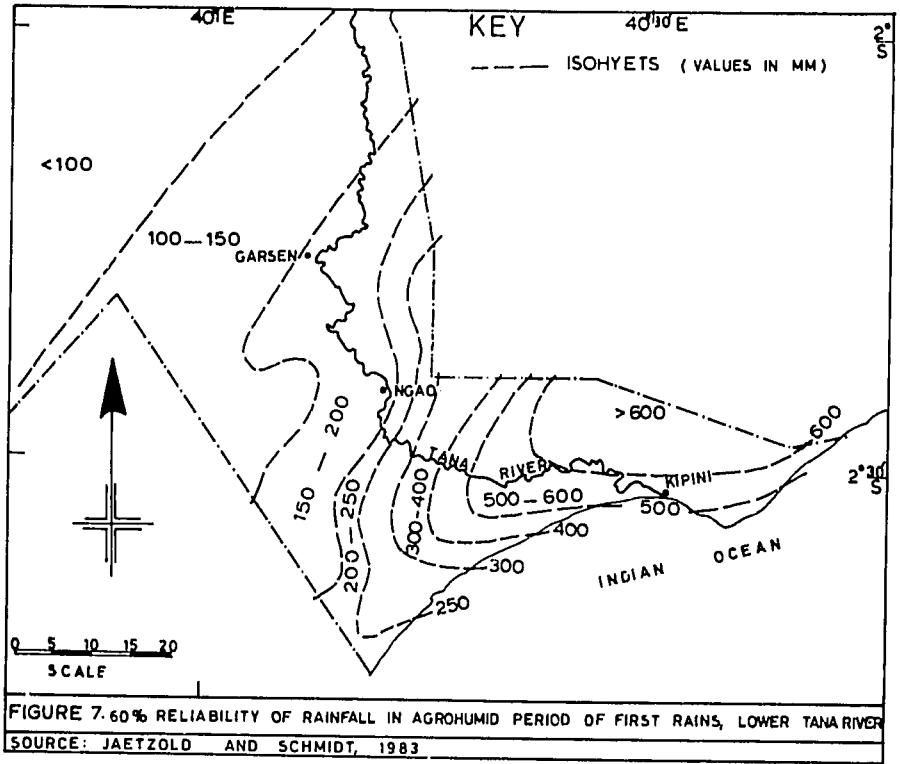 40°E
KEY
40°30 E
2°
S
ISOHYETS (VALUES IN MM)
<100
100—150
GARSEN
NGAO
>600
150 — 200
200 — 250
300-400
TANA RIVER
600
2°30
S
KIPINI
500-600
500
400
300
INDIAN OCEAN
250
0 5 10 15 20
SCALE
FIGURE 7. 60% RELIABILITY OF RAINFALL IN AGROHUMID PERIOD OF FIRST RAINS, LOWER TANA RIVER
SOURCE: JAETZOLD AND SCHMIDT, 1983